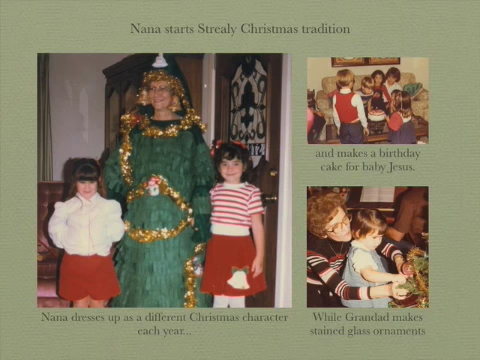 Nana starts Strealy Christmas tradition
and makes a birthday
cake for baby Jesus.
Nana dresses up as a different Christmas character
each year...
While Grandad makes
stained glass ornaments